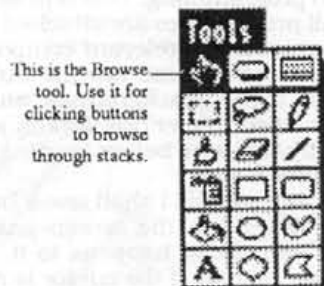 Tools
This is the Browse
tool. Use it for
clicking buttons
to browse
through stacks.
A